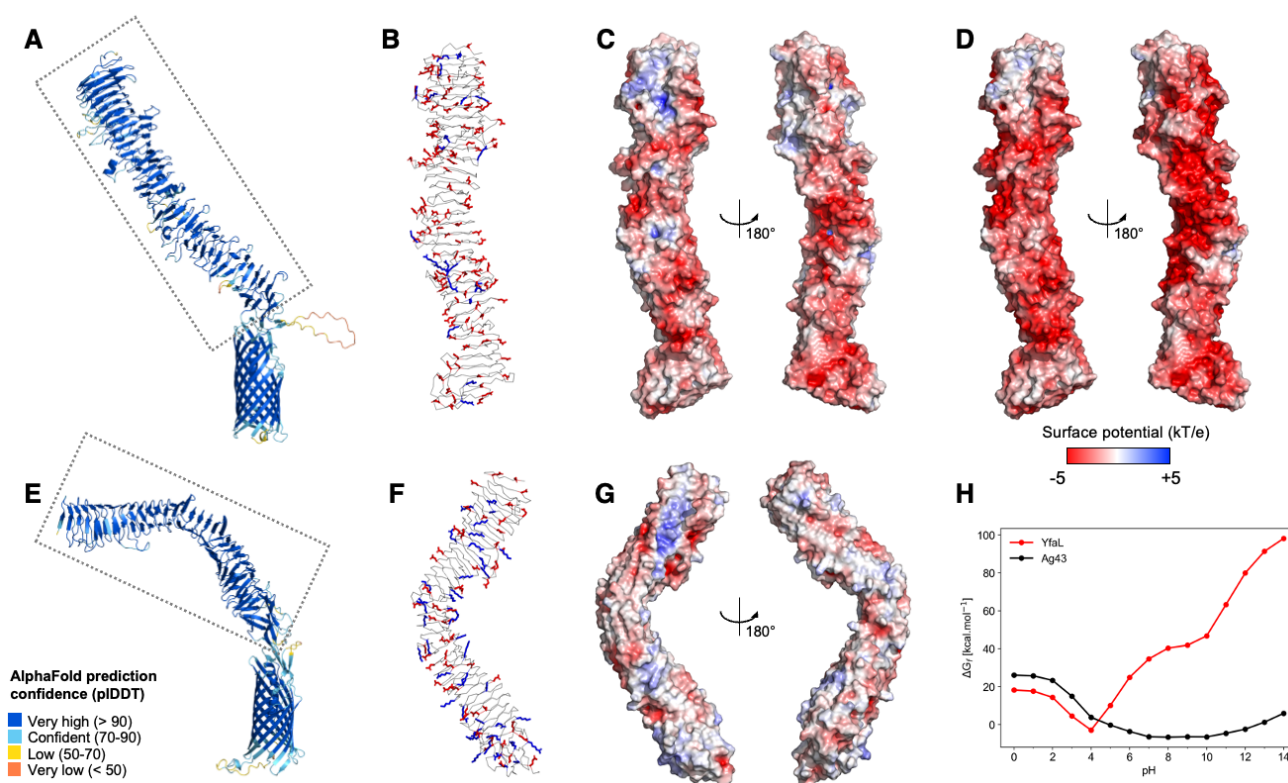 A
B
C
D
180°
180°
Surface potential (kT/e)
-5
+5
E
F
G
H
180°
AlphaFold prediction
confidence (plDDT)
Very high (> 90)
Confident (70-90)
Low (50-70)
Very low (< 50)
YfaL
Ag43
ΔGf [kcal.mol⁻¹]
100
80
60
40
20
0
0 2 4 6 8 10 12 14
pH